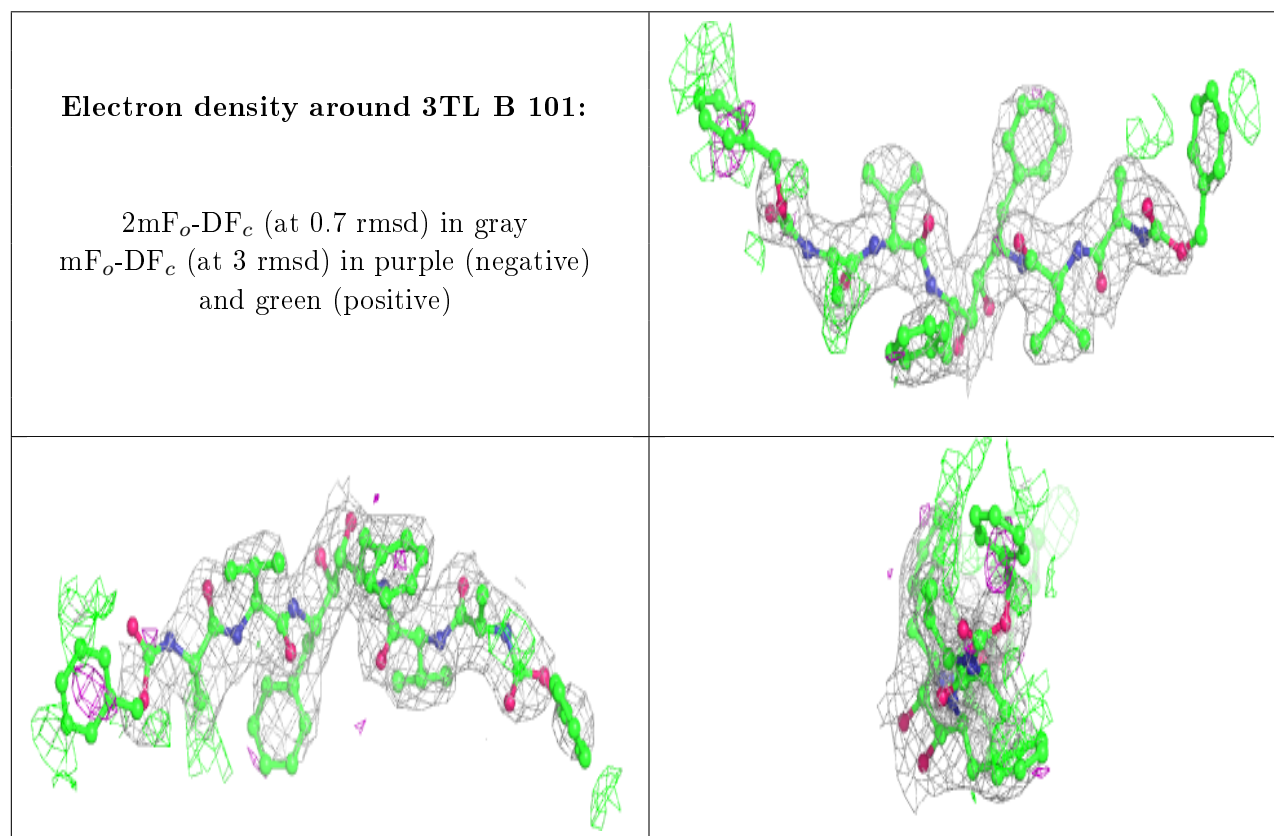 Electron density around 3TL B 101:
2mFₒ-DF𝑐 (at 0.7 rmsd) in gray
mFₒ-DF𝑐 (at 3 rmsd) in purple (negative)
and green (positive)